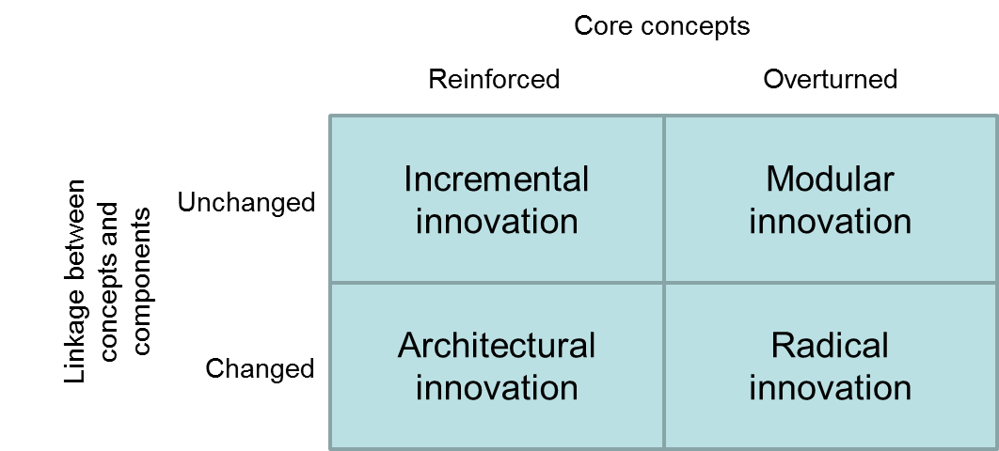 Core concepts
Reinforced
Overturned
Linkage between
concepts and
components
Unchanged
Incremental
innovation
Modular
innovation
Changed
Architectural
innovation
Radical
innovation